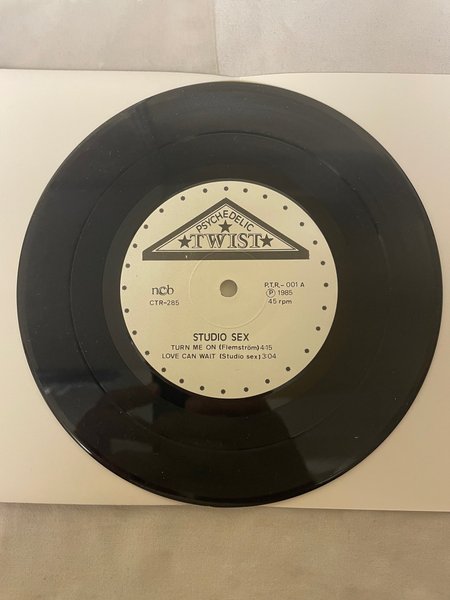 PSYCHEDELIC
TWIST
ncb
CTR-285
P.T.R.- 001 A
Ⓟ 1985
45 rpm
STUDIO SEX
TURN ME ON (Flemström) 4:15
LOVE CAN WAIT (Studio sex) 3:04